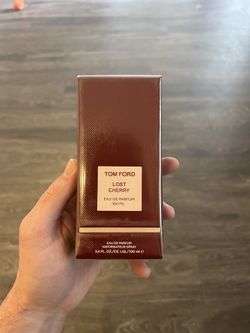 TOM FORD
LOST
CHERRY
EAU DE PARFUM
100 ML
EAU DE PARFUM
VAPORISATEUR SPRAY
3.4 FL.OZ./OZ.LIQ./100 ml ℮